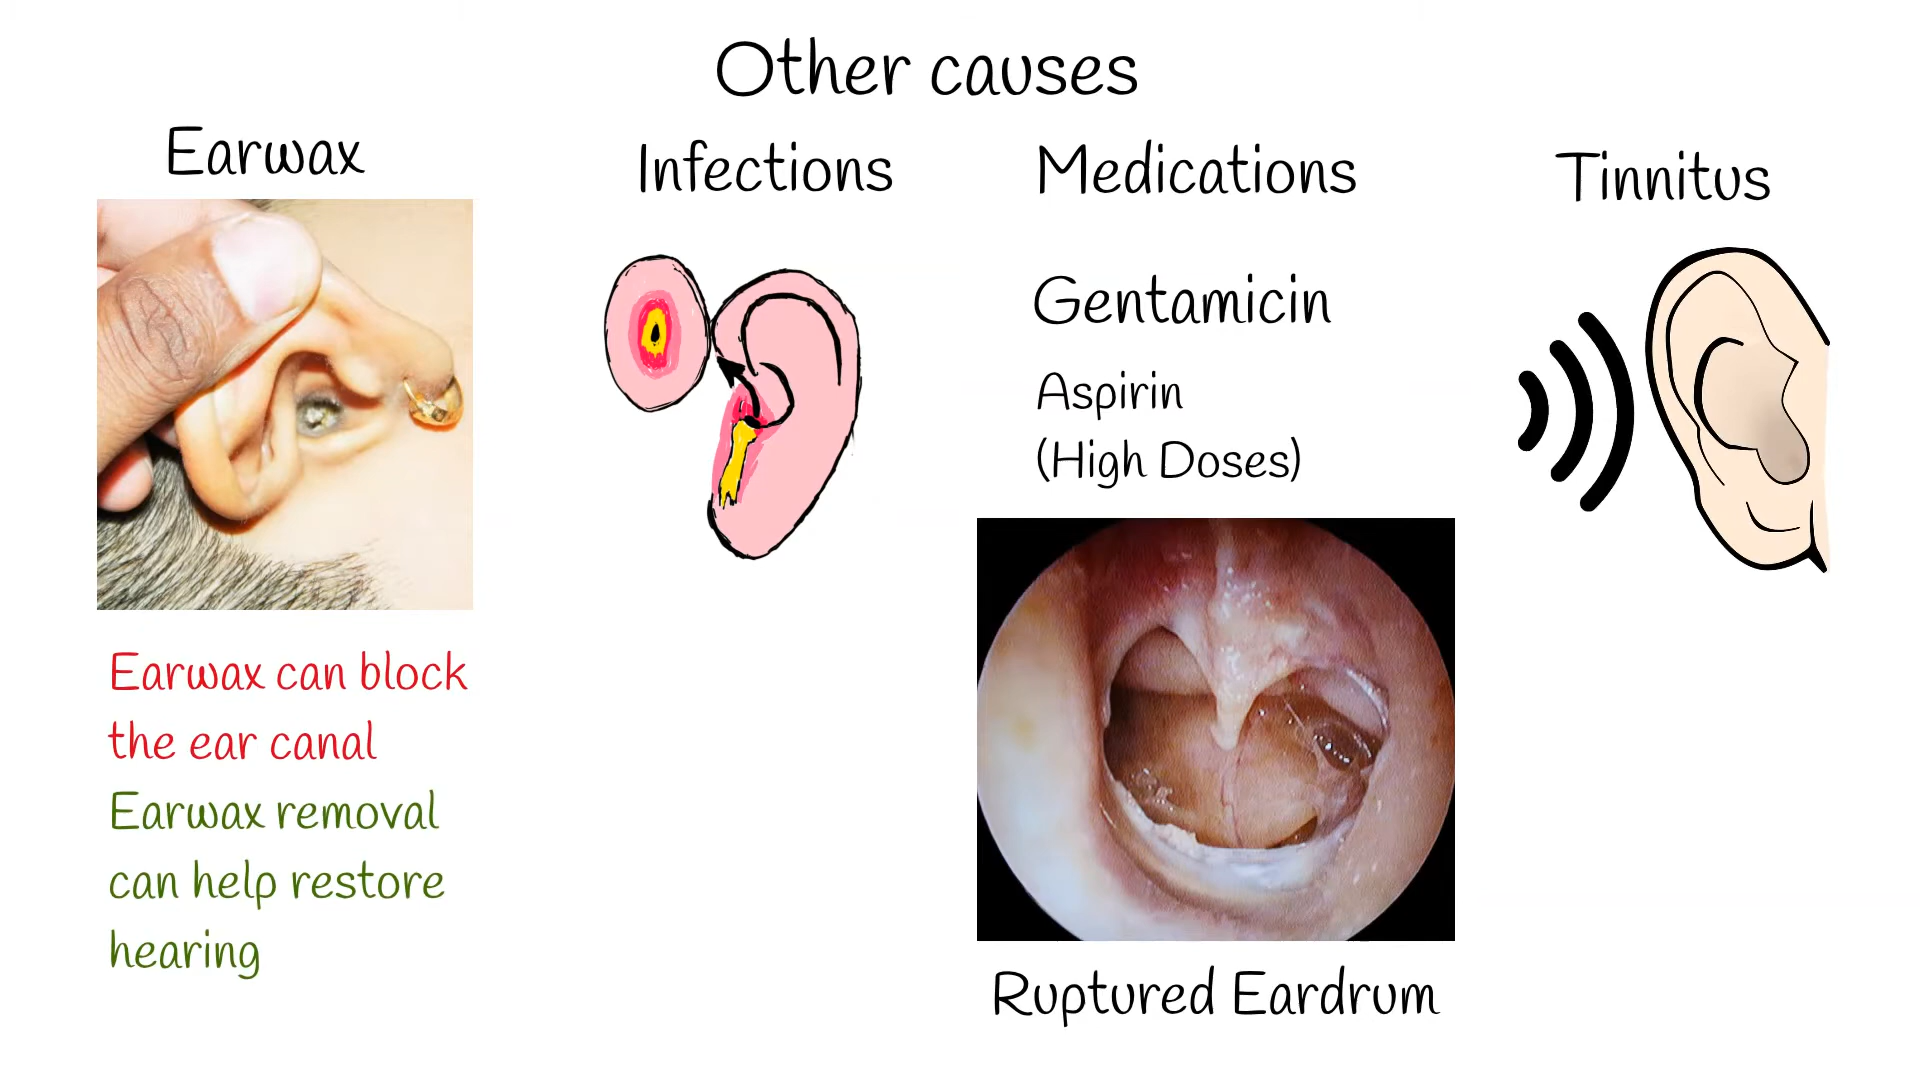 Other causes
Earwax
Infections
Medications
Tinnitus
Gentamicin
Aspirin
(High Doses)
Earwax can block
the ear canal
Earwax removal
can help restore
hearing
Ruptured Eardrum